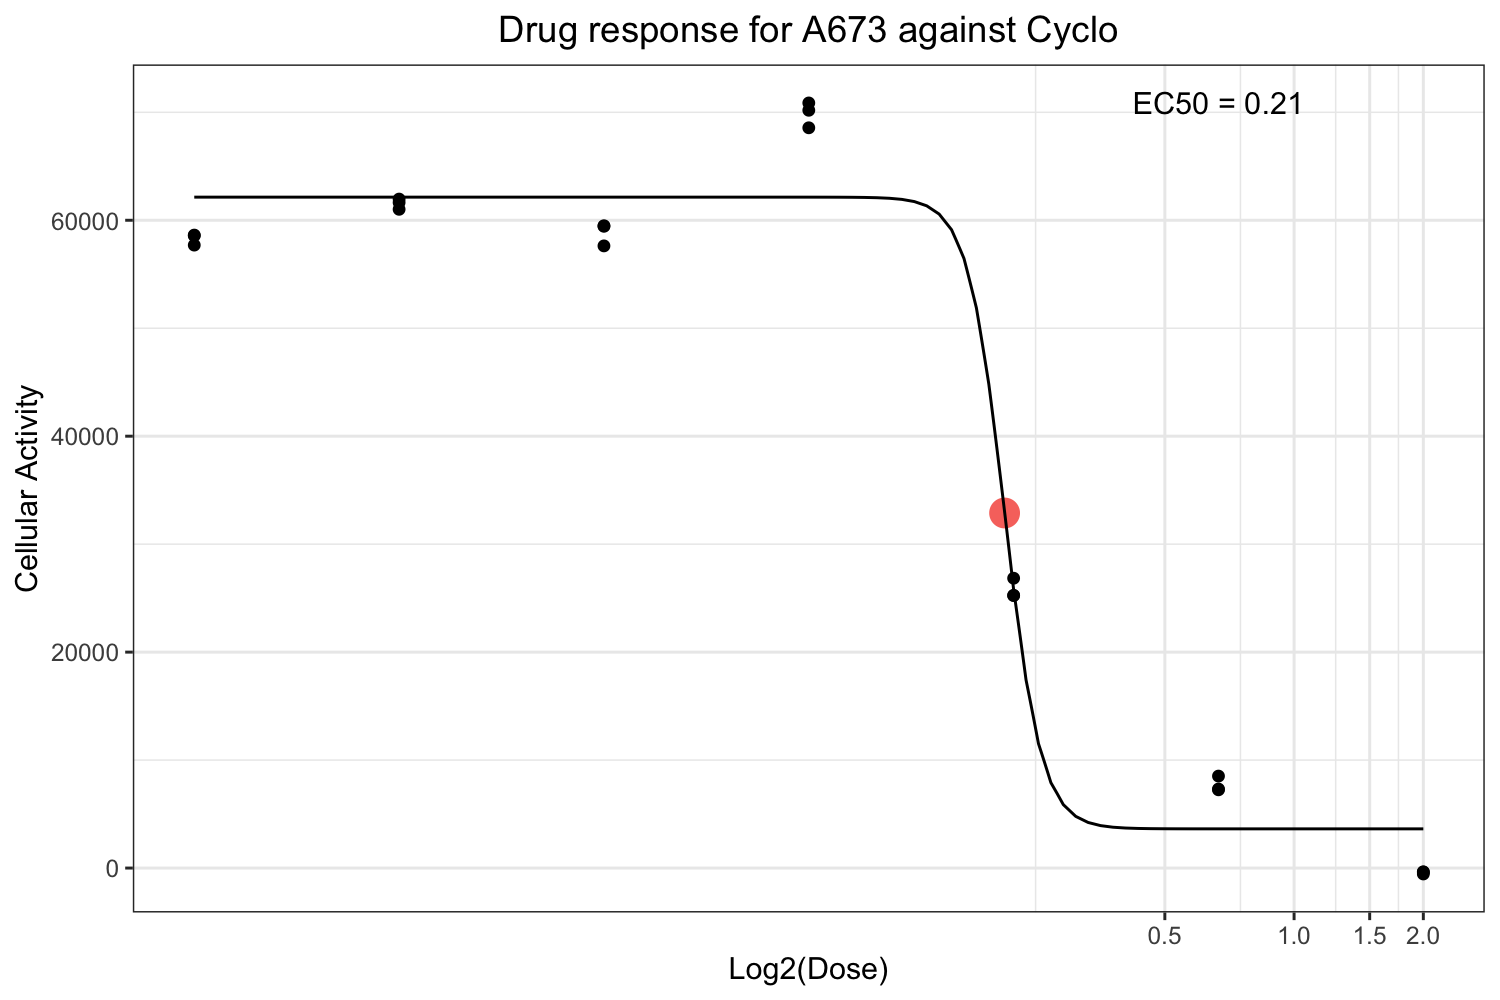 Drug response for A673 against Cyclo
EC50 = 0.21
Cellular Activity
60000
40000
20000
0
0.5 1.0 1.5 2.0
Log2(Dose)